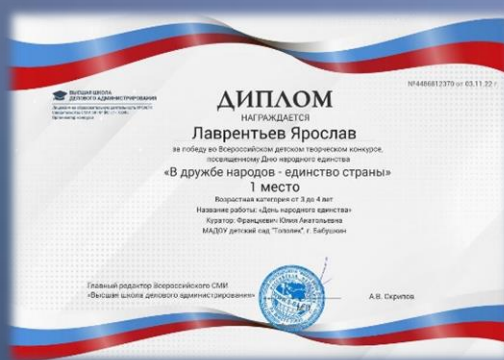 ВЫСШАЯ ШКОЛА
ДЕЛОВОГО АДМИНИСТРИРОВАНИЯ
№4486812370 от 03.11.22 г.
ДИПЛОМ
НАГРАЖДАЕТСЯ
Лаврентьев Ярослав
за победу во Всероссийском детском творческом конкурсе,
посвященному Дню народного единства
«В дружбе народов - единство страны»
1 место
Возрастная категория от 3 до 4 лет
Название работы: «День народного единства»
Куратор: Францкевич Юлия Анатольевна
МАДОУ детский сад "Тополек", г. Бабушкин
Главный редактор Всероссийского СМИ
«Высшая школа делового администрирования»
А.В. Скрипов